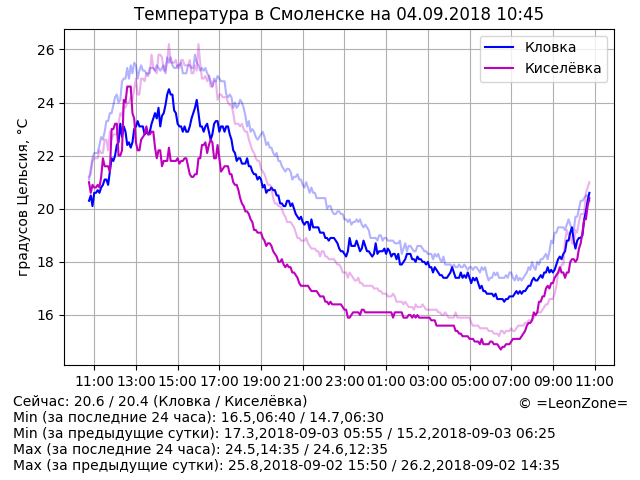 Температура в Смоленске на 04.09.2018 10:45
Кловка
Киселёвка
градусов Цельсия, °C
26
24
22
20
18
16
11:00 13:00 15:00 17:00 19:00 21:00 23:00 01:00 03:00 05:00 07:00 09:00 11:00
Сейчас: 20.6 / 20.4 (Кловка / Киселёвка)
© =LeonZone=
Min (за последние 24 часа): 16.5,06:40 / 14.7,06:30
Min (за предыдущие сутки): 17.3,2018-09-03 05:55 / 15.2,2018-09-03 06:25
Max (за последние 24 часа): 24.5,14:35 / 24.6,12:35
Max (за предыдущие сутки): 25.8,2018-09-02 15:50 / 26.2,2018-09-02 14:35